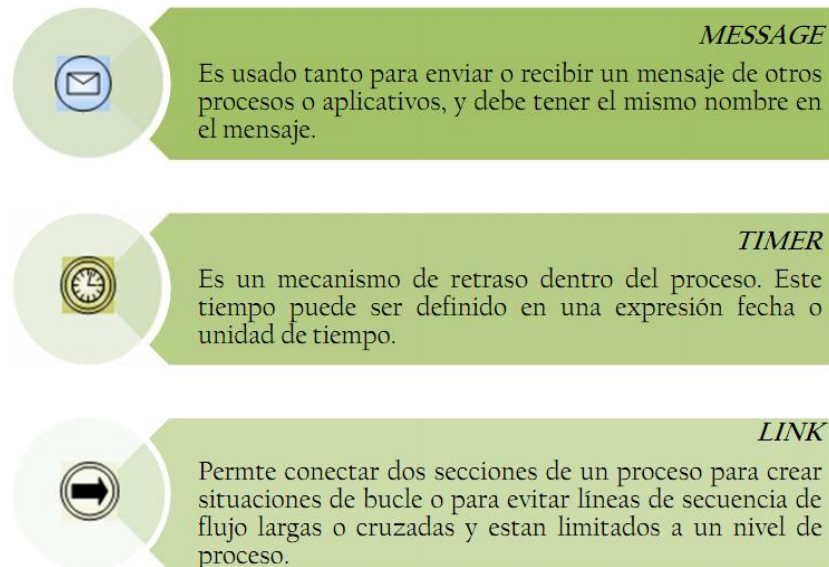 MESSAGE
Es usado tanto para enviar o recibir un mensaje de otros
procesos o aplicativos, y debe tener el mismo nombre en
el mensaje.
TIMER
Es un mecanismo de retraso dentro del proceso. Este
tiempo puede ser definido en una expresión fecha o
unidad de tiempo.
LINK
Permte conectar dos secciones de un proceso para crear
situaciones de bucle o para evitar líneas de secuencia de
flujo largas o cruzadas y estan limitados a un nivel de
proceso.